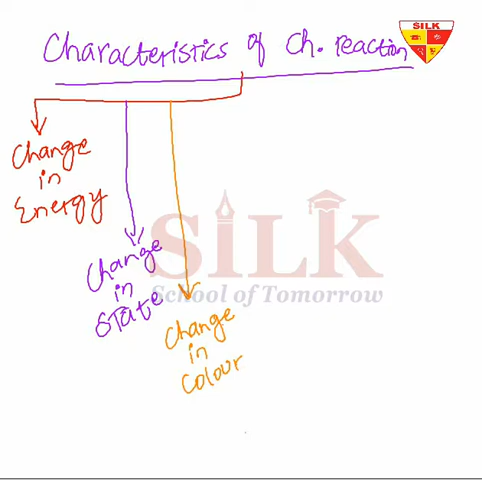 Characteristics of Ch. reaction
SILK
Change
in
Energy
SILK
School of Tomorrow
Change
in
State
Change
in
Colour